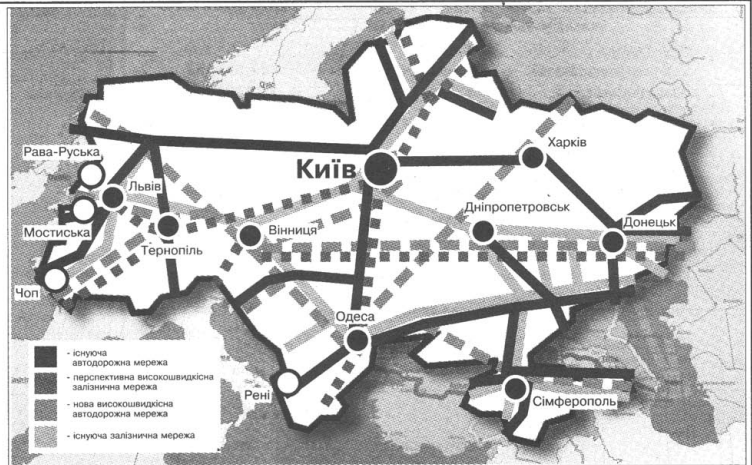 Рава-Руська
Львів
Мостиська
Чоп
Тернопіль
Вінниця
Київ
Харків
Дніпропетровськ
Донецьк
Одеса
Рені
Сімферополь
- існуюча
автодорожна мережа
- перспективна високошвидкісна
залізнична мережа
- нова високошвидкісна
автодорожна мережа
- існуюча залізнична мережа